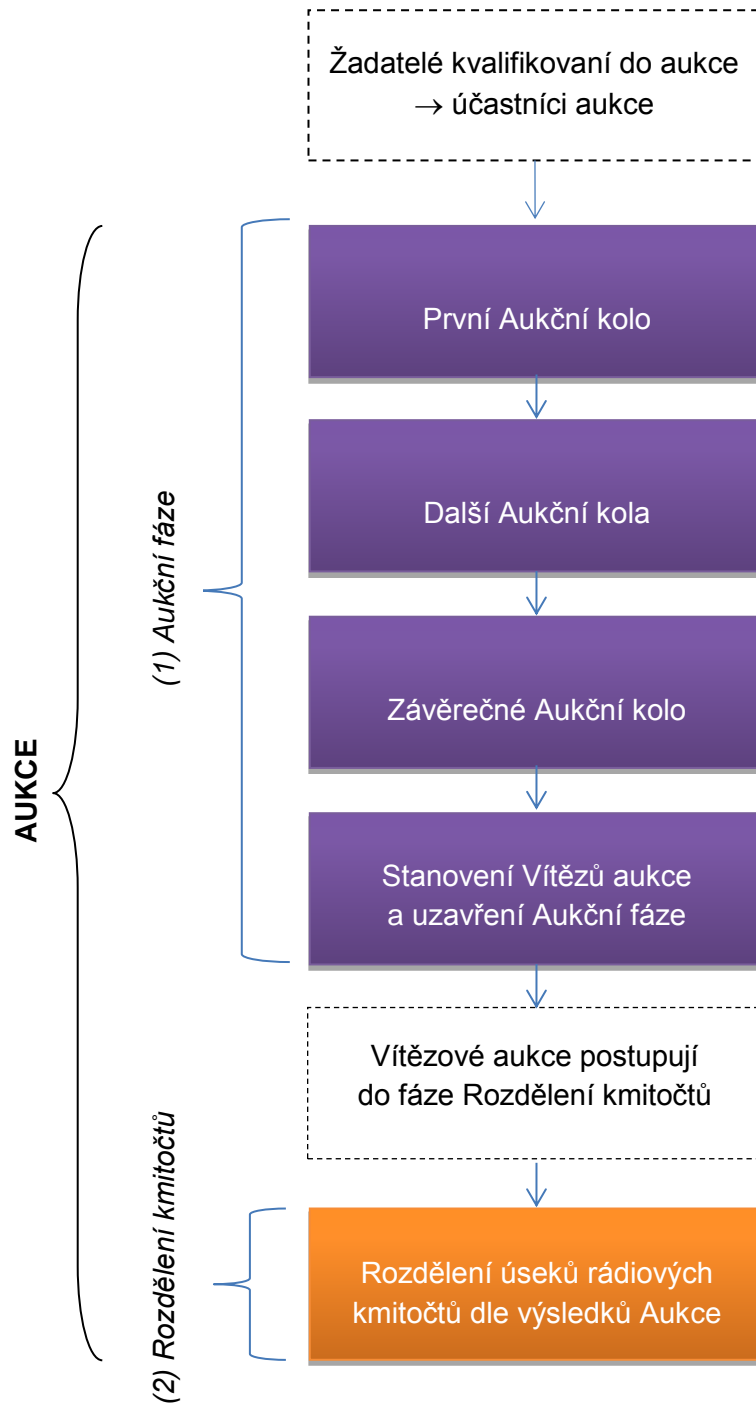 Žadatelé kvalifikovaní do aukce
→ účastníci aukce
AUKCE
(1) Aukční fáze
První Aukční kolo
Další Aukční kola
Závěrečné Aukční kolo
Stanovení Vítězů aukce
a uzavření Aukční fáze
Vítězové aukce postupují
do fáze Rozdělení kmitočtů
(2) Rozdělení kmitočtů
Rozdělení úseků rádiových
kmitočtů dle výsledků Aukce